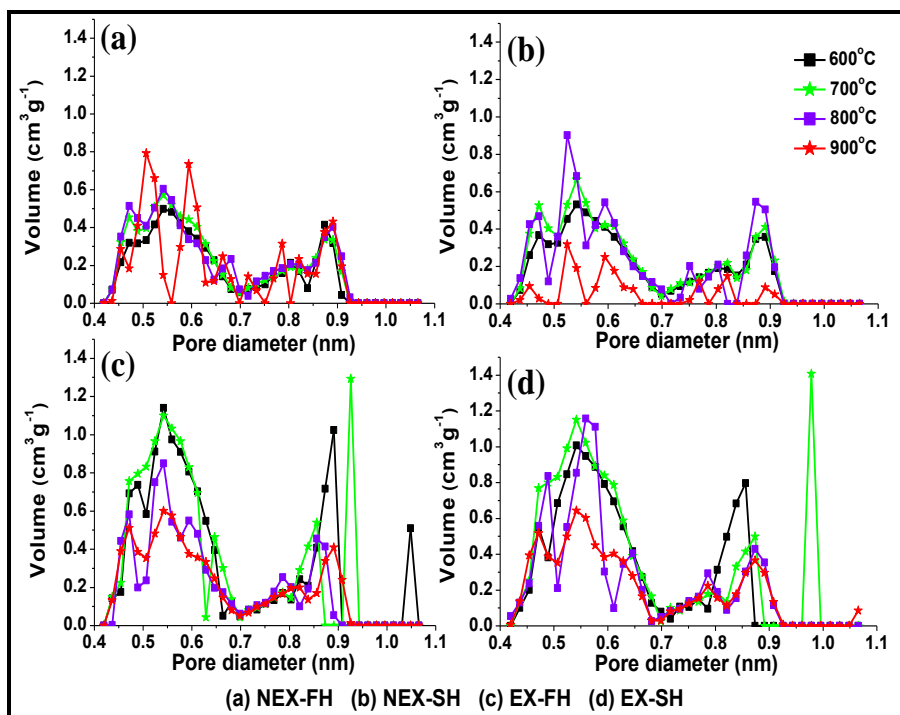 (a)
(b)
600°C
700°C
800°C
900°C
Volume (cm³g⁻¹)
1.4
1.2
1.0
0.8
0.6
0.4
0.2
0.0
0.4 0.5 0.6 0.7 0.8 0.9 1.0 1.1
Pore diameter (nm)
Volume (cm³g⁻¹)
1.4
1.2
1.0
0.8
0.6
0.4
0.2
0.0
0.4 0.5 0.6 0.7 0.8 0.9 1.0 1.1
Pore diameter (nm)
(c)
(d)
Volume (cm³g⁻¹)
1.4
1.2
1.0
0.8
0.6
0.4
0.2
0.0
0.4 0.5 0.6 0.7 0.8 0.9 1.0 1.1
Pore diameter (nm)
Volume (cm³g⁻¹)
1.4
1.2
1.0
0.8
0.6
0.4
0.2
0.0
0.4 0.5 0.6 0.7 0.8 0.9 1.0 1.1
Pore diameter (nm)
(a) NEX-FH (b) NEX-SH (c) EX-FH (d) EX-SH